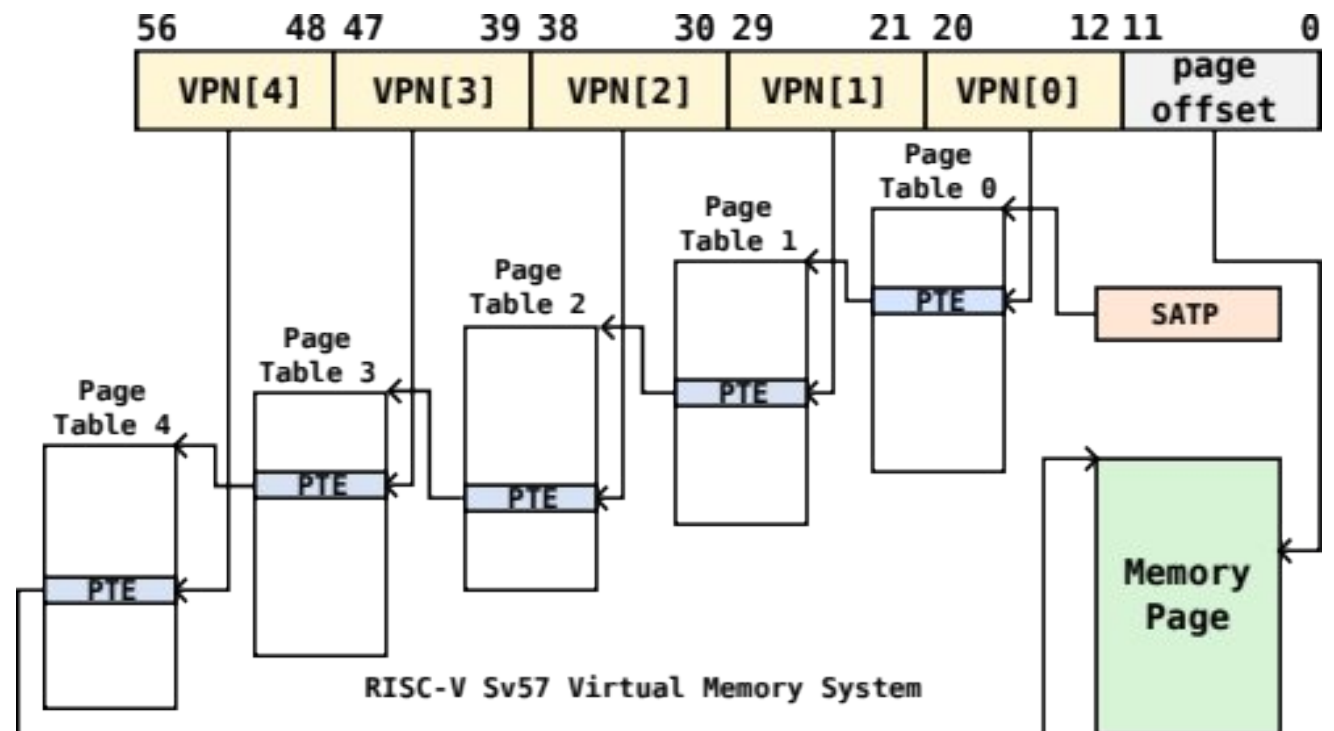 56 48 47 39 38 30 29 21 20 12 11 0
VPN[4] VPN[3] VPN[2] VPN[1] VPN[0] page
offset
Page
Table 0
Page
Table 1
Page
Table 2
Page
Table 3
Page
Table 4
PTE
PTE
PTE
PTE
PTE
SATP
Memory
Page
RISC-V Sv57 Virtual Memory System